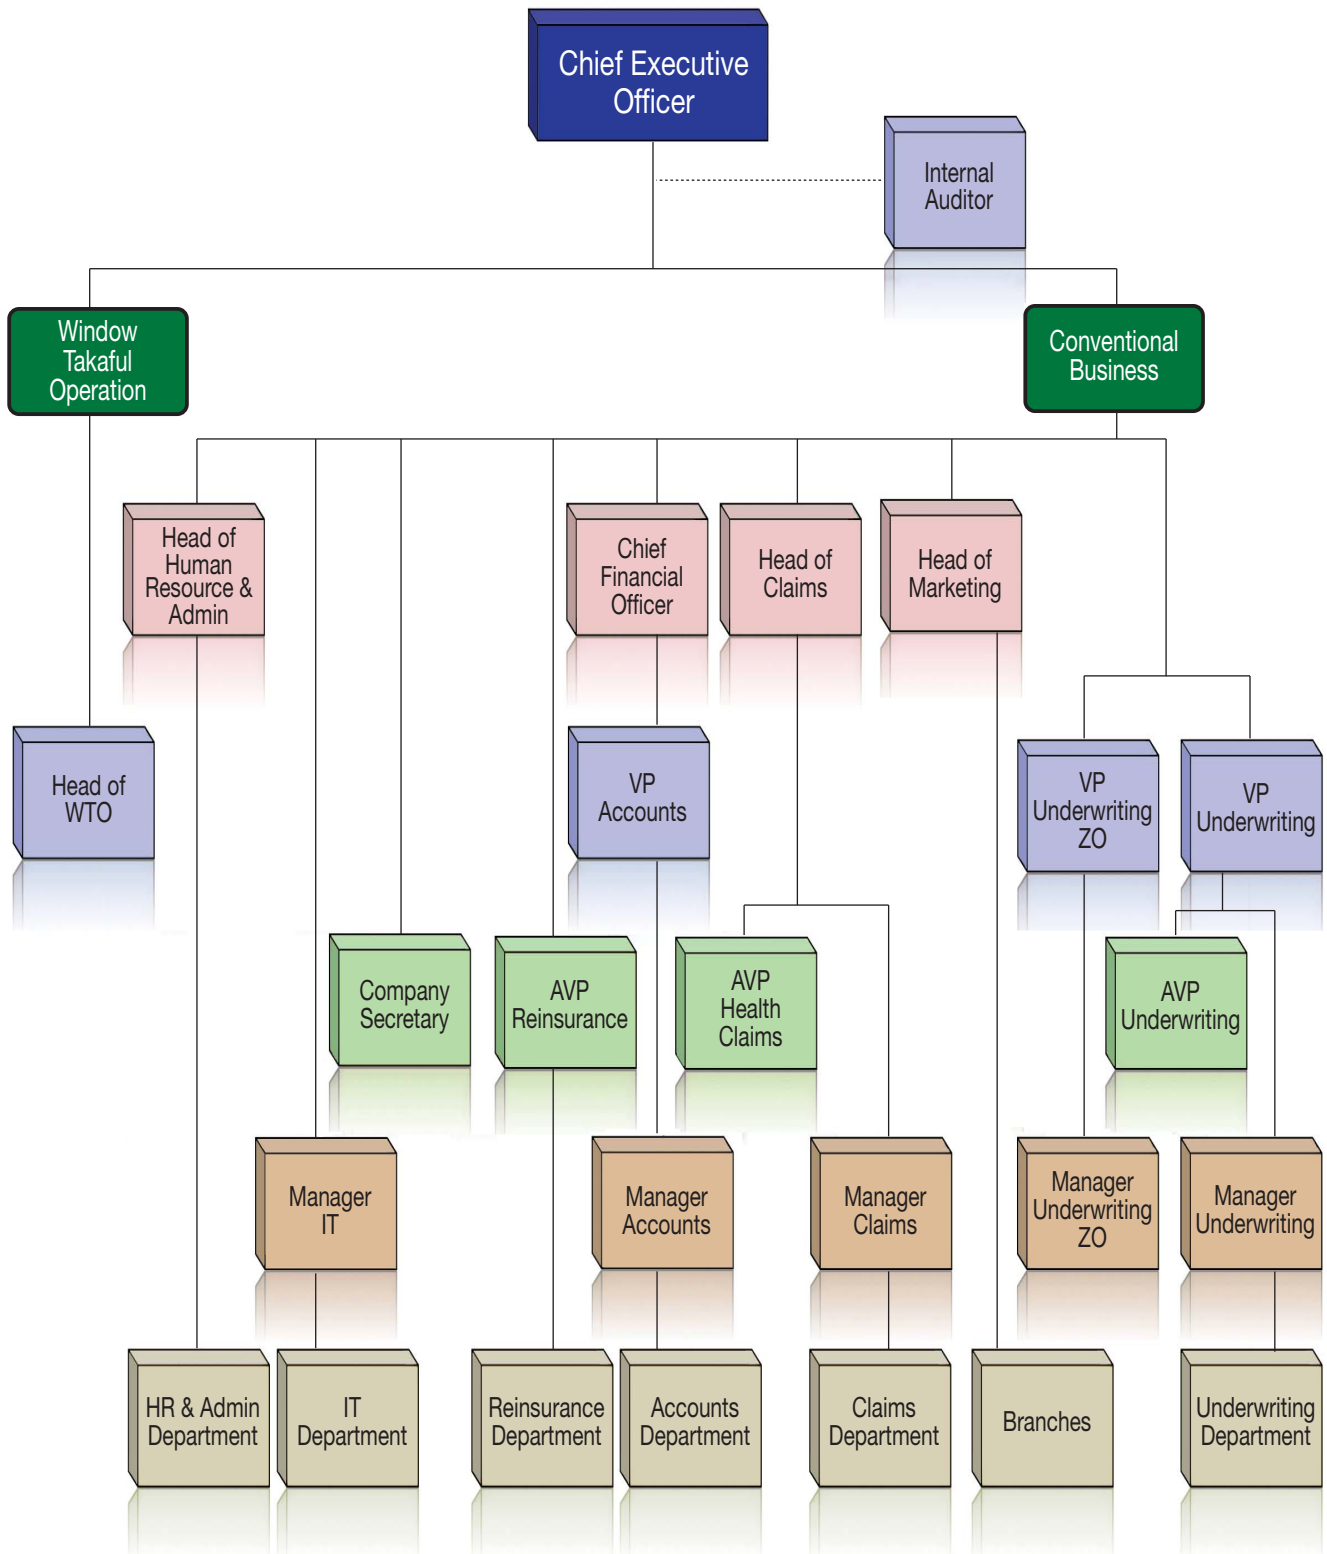 Chief Executive
Officer
Internal
Auditor
Window
Takaful
Operation
Conventional
Business
Head of
Human
Resource &
Admin
Chief
Financial
Officer
Head of
Claims
Head of
Marketing
Head of
WTO
VP
Accounts
VP
Underwriting
ZO
VP
Underwriting
Company
Secretary
AVP
Reinsurance
AVP
Health
Claims
AVP
Underwriting
Manager
IT
Manager
Accounts
Manager
Claims
Manager
Underwriting
ZO
Manager
Underwriting
HR & Admin
Department
IT
Department
Reinsurance
Department
Accounts
Department
Claims
Department
Branches
Underwriting
Department